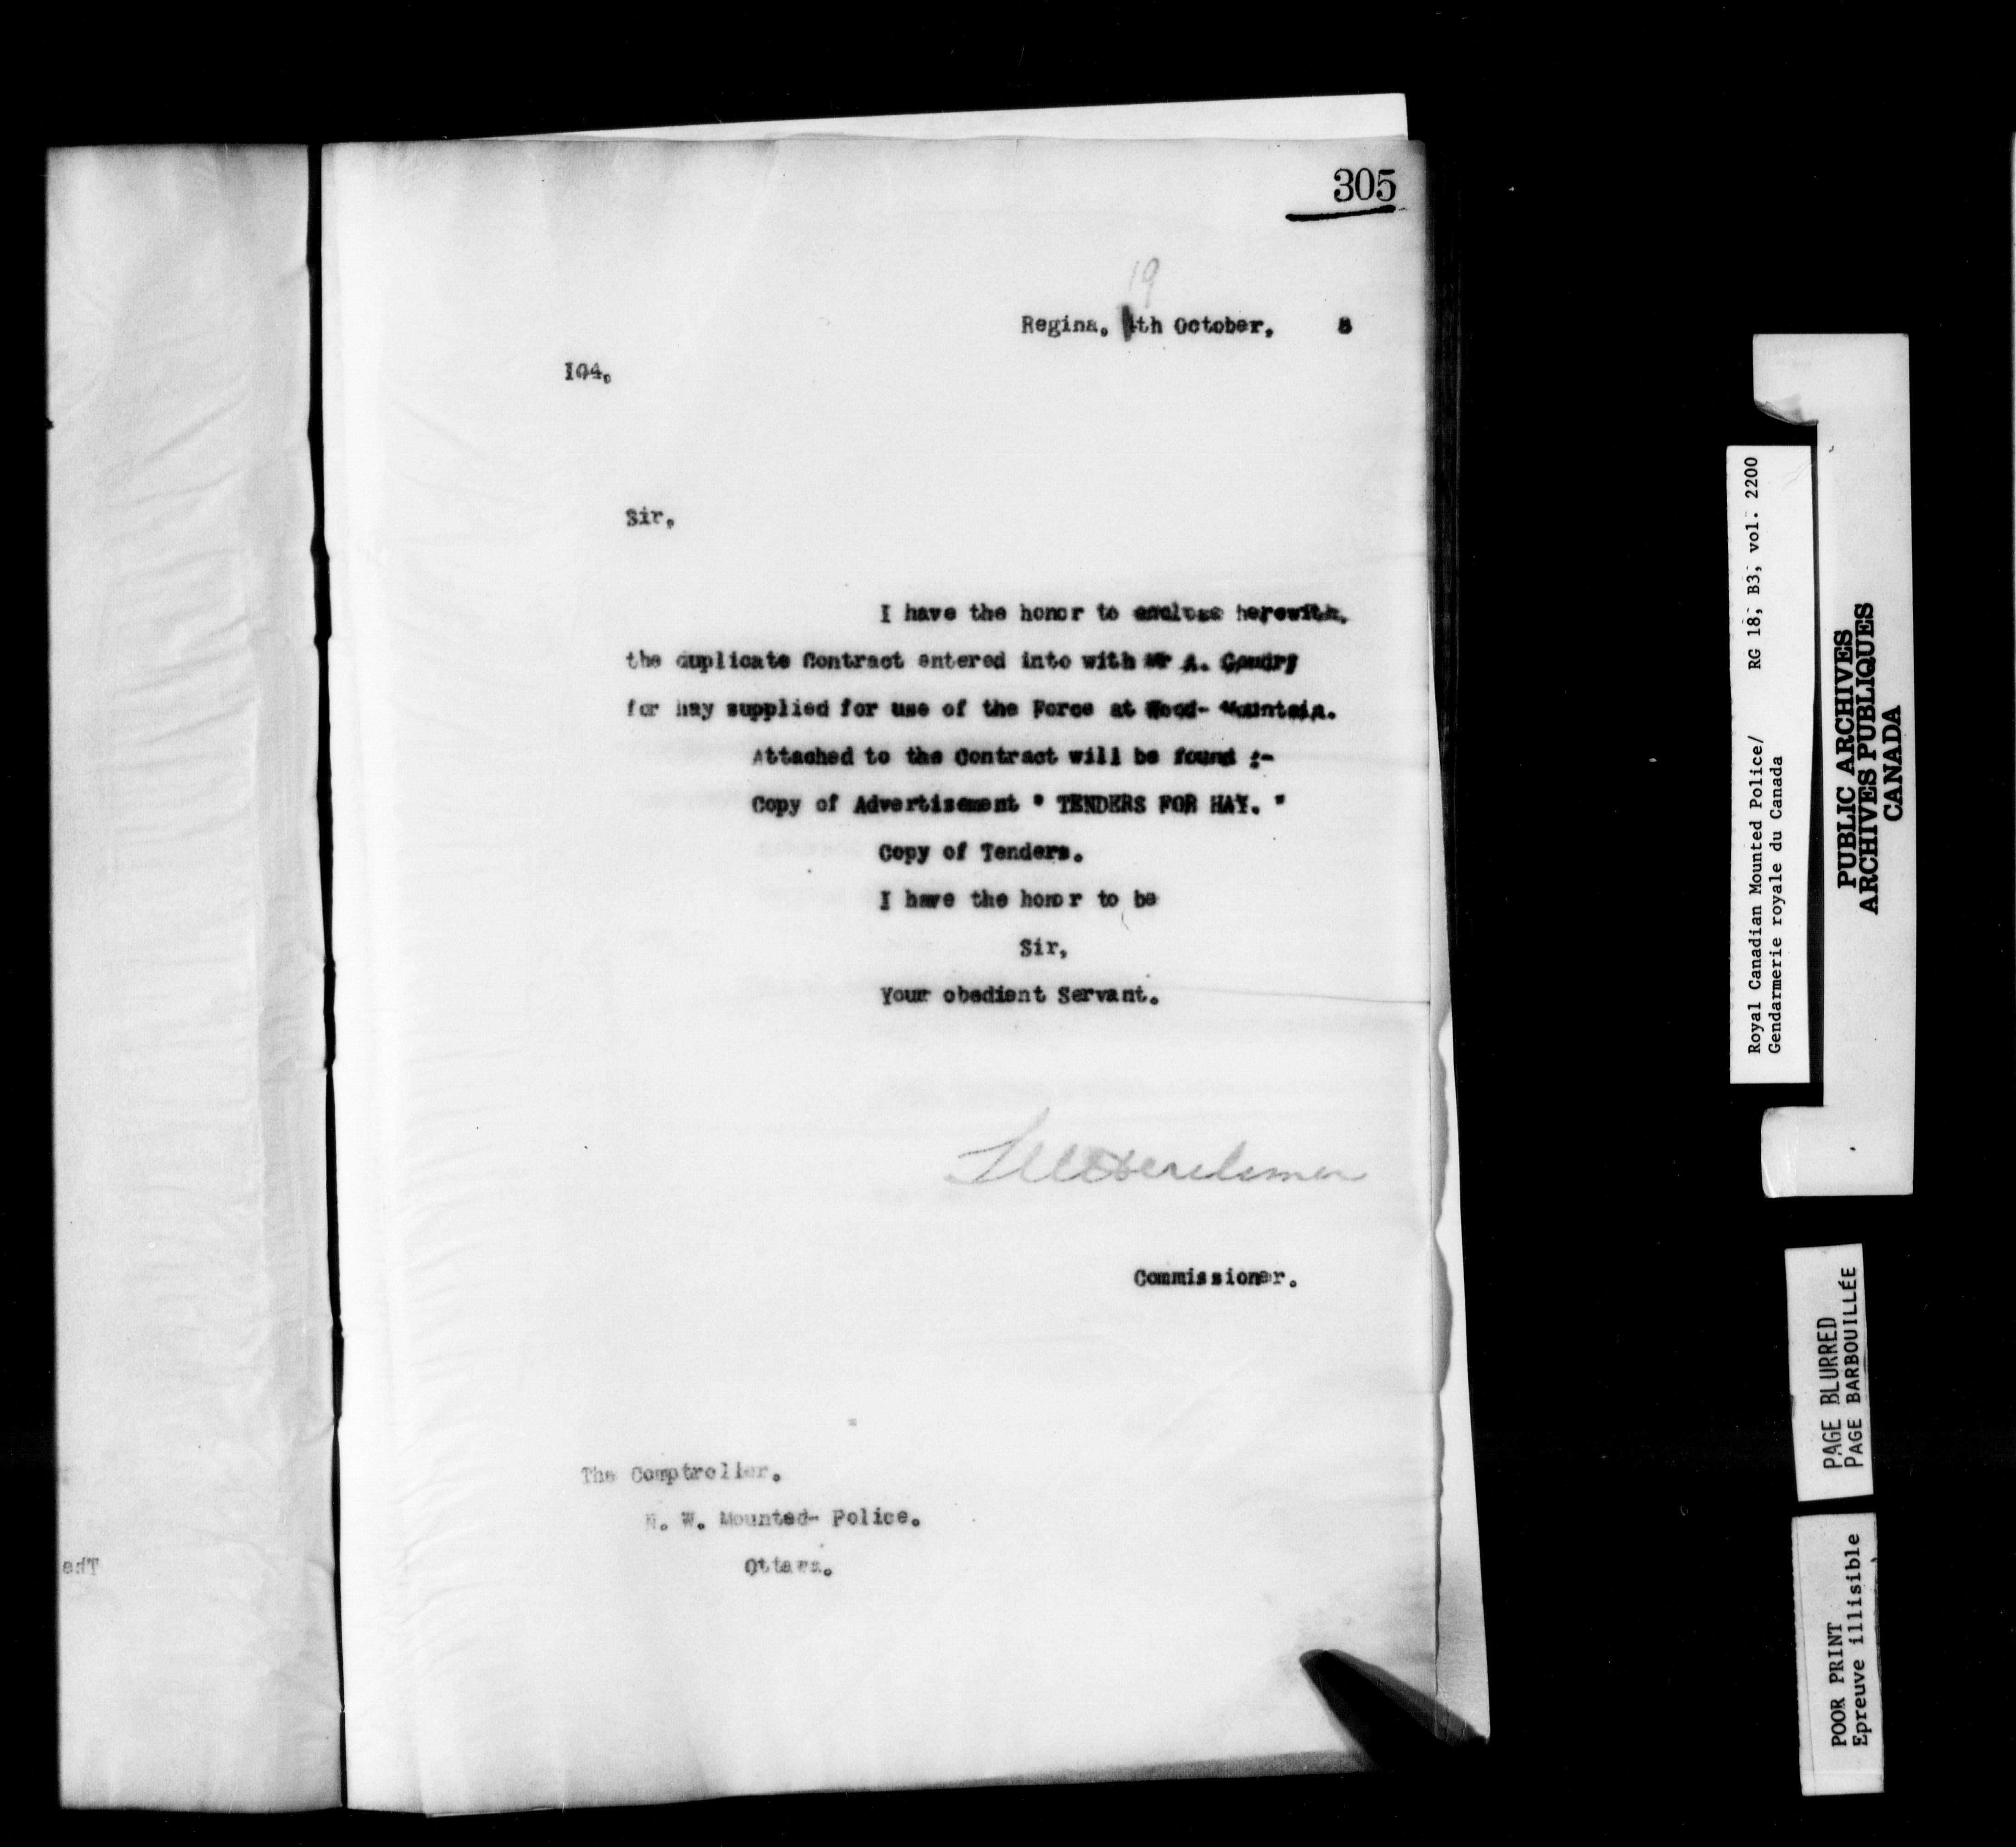 305
19
Regina, 4th October, 8
104.
Sir,
I have the honor to enclose herewith,
the duplicate Contract entered into with Mr A. Gaudry
for hay supplied for use of the Force at Wood- Mountain.
Attached to the Contract will be found :-
Copy of Advertisement " TENDERS FOR HAY. "
Copy of Tenders.
I have the honor to be
Sir,
Your obedient Servant.
Commissioner.
The Comptroller.
N. W. Mounted- Police.
Ottawa.
The
Royal Canadian Mounted Police/ RG 18, B3, vol. 2200
Gendarmerie royale du Canada
PUBLIC ARCHIVES
ARCHIVES PUBLIQUES
CANADA
PAGE BLURRED
PAGE BARBOUILLÉE
POOR PRINT
Epreuve illisible